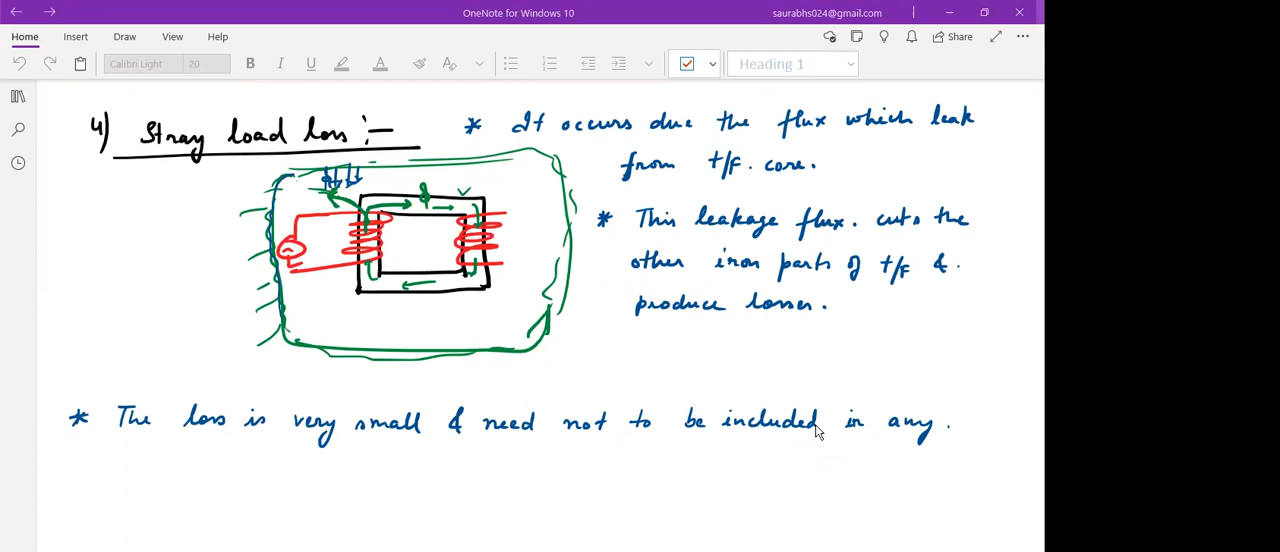 OneNote for Windows 10
saurabhs024@gmail.com
Home Insert Draw View Help
Share
Calibri Light 20 B I U A Heading 1
4) Stray load loss :-
* It occurs due the flux which leak
from t/f. core.
* This leakage flux. cuts the
other iron parts of t/f &.
produce losses.
ϕ
* The loss is very small & need not to be included in any.